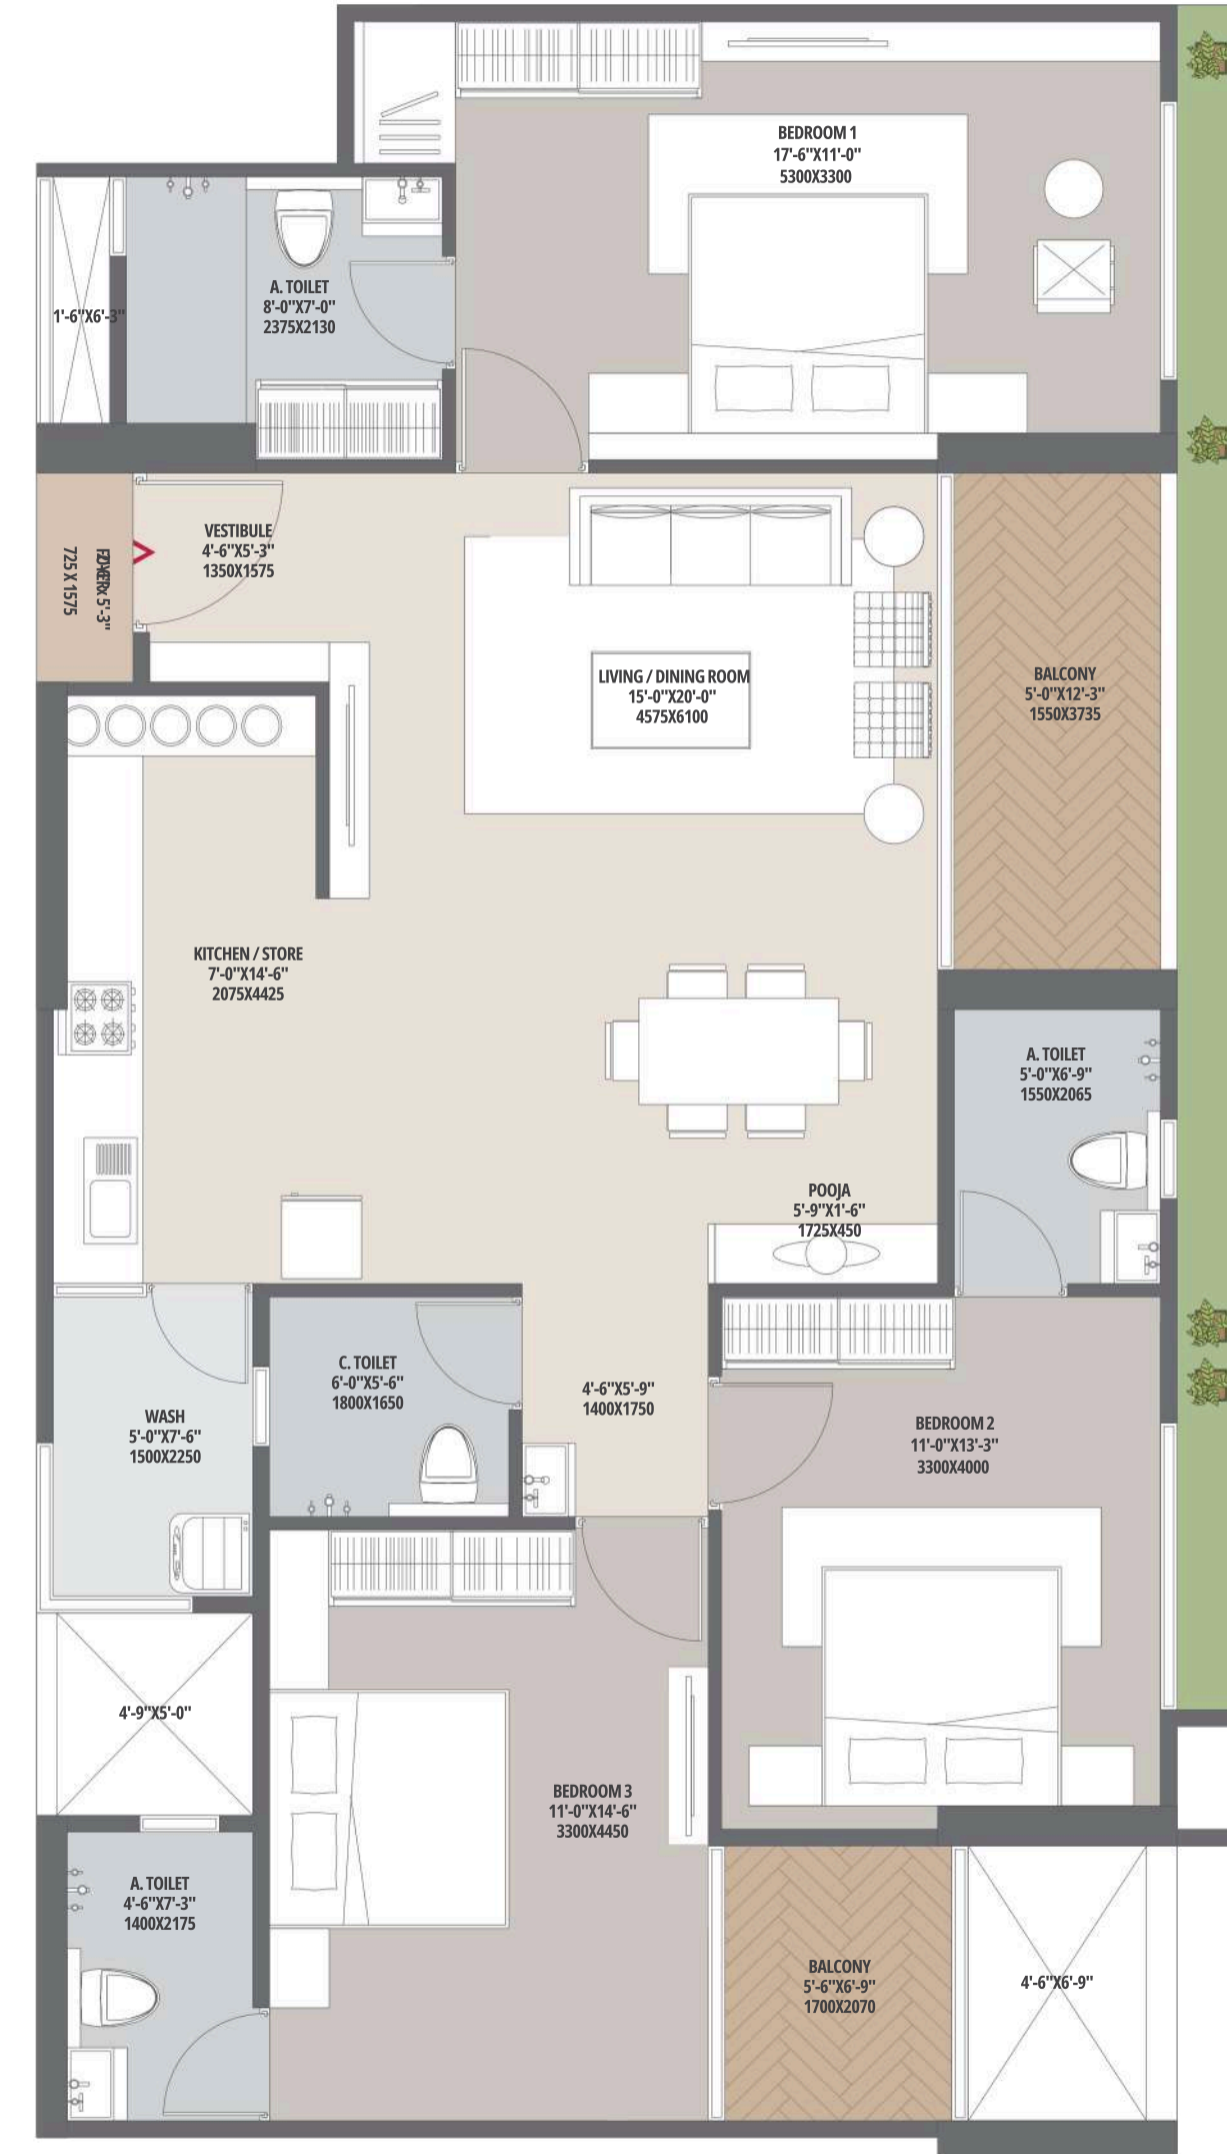 BEDROOM 1
17'-6"X11'-0"
5300X3300
A. TOILET
8'-0"X7'-0"
2375X2130
1'-6"X6'-3"
VESTIBULE
4'-6"X5'-3"
1350X1575
5'-3"
725 X 1575
LIVING / DINING ROOM
15'-0"X20'-0"
4575X6100
BALCONY
5'-0"X12'-3"
1550X3735
KITCHEN / STORE
7'-0"X14'-6"
2075X4425
A. TOILET
5'-0"X6'-9"
1550X2065
POOJA
5'-9"X1'-6"
1725X450
C. TOILET
6'-0"X5'-6"
1800X1650
4'-6"X5'-9"
1400X1750
WASH
5'-0"X7'-6"
1500X2250
BEDROOM 2
11'-0"X13'-3"
3300X4000
4'-9"X5'-0"
BEDROOM 3
11'-0"X14'-6"
3300X4450
A. TOILET
4'-6"X7'-3"
1400X2175
BALCONY
5'-6"X6'-9"
1700X2070
4'-6"X6'-9"